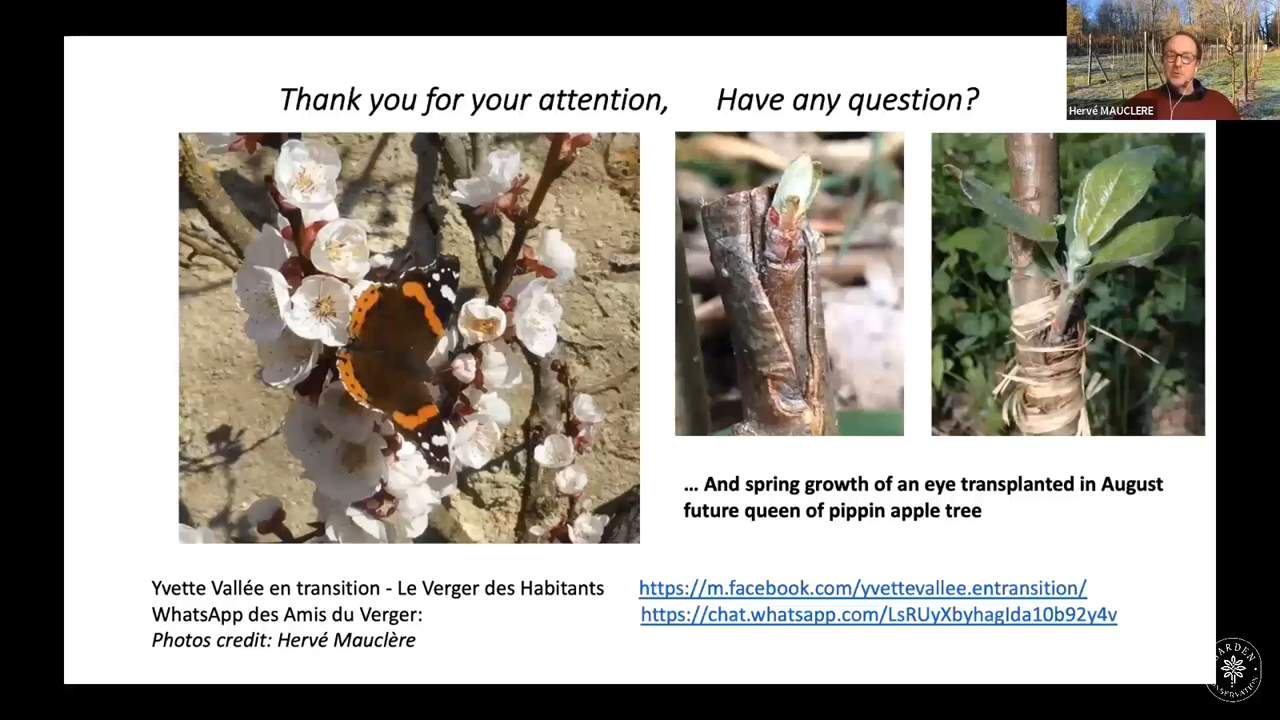 Thank you for your attention, Have any question?
Hervé MAUCLERE
... And spring growth of an eye transplanted in August
future queen of pippin apple tree
Yvette Vallée en transition - Le Verger des Habitants https://m.facebook.com/yvettevallee.entransition/
WhatsApp des Amis du Verger: https://chat.whatsapp.com/LsRUyXbyhagIda10b92y4v
Photos credit: Hervé Mauclère
GARDEN
CONSERVATION